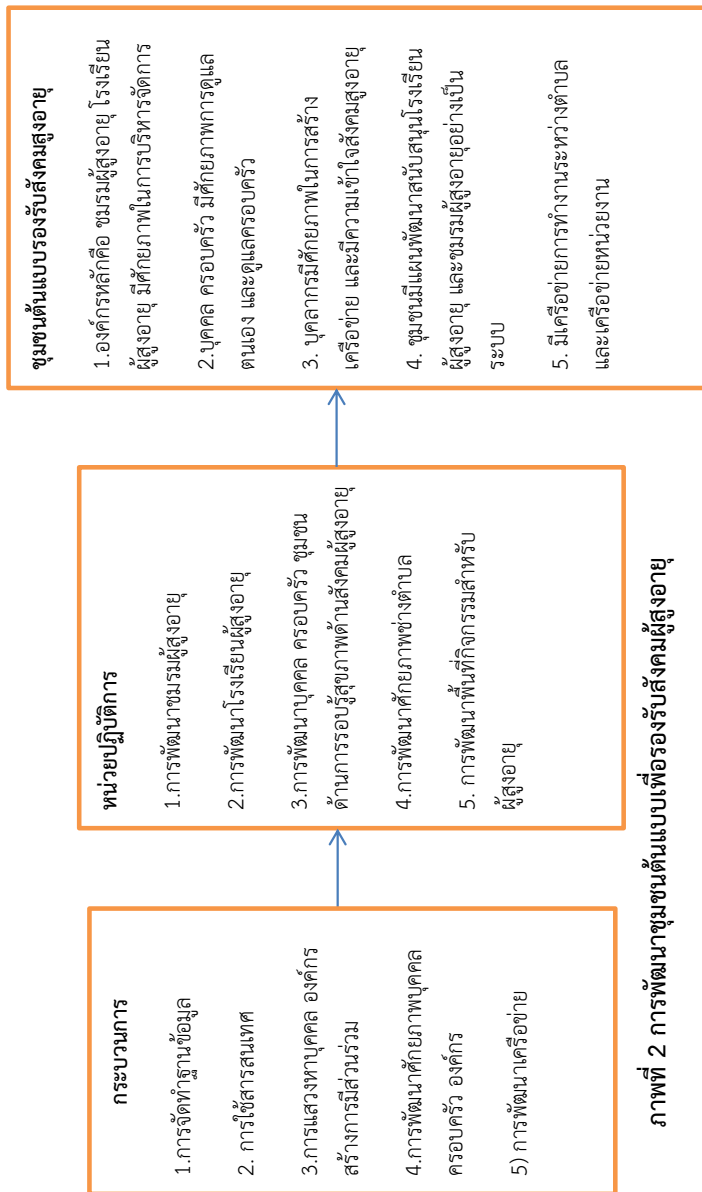 กระบวนการ
1.การจัดทำฐานข้อมูล
2. การใช้สารสนเทศ
3.การแสวงหาบุคคล องค์กร
สร้างการมีส่วนร่วม
4.การพัฒนาศักยภาพบุคคล
ครอบครัว องค์กร
5) การพัฒนาเครือข่าย
หน่วยปฏิบัติการ
1.การพัฒนาชมรมผู้สูงอายุ
2.การพัฒนาโรงเรียนผู้สูงอายุ
3.การพัฒนาบุคคล ครอบครัว ชุมชน
ด้านการรอบรู้สุขภาพด้านสังคมผู้สูงอายุ
4.การพัฒนาศักยภาพช่างตำบล
5. การพัฒนาพื้นที่กิจกรรมสำหรับ
ผู้สูงอายุ
ชุมชนต้นแบบรองรับสังคมสูงอายุ
1.องค์กรหลักคือ ชมรมผู้สูงอายุ โรงเรียน
ผู้สูงอายุ มีศักยภาพในการบริหารจัดการ
2.บุคคล ครอบครัว มีศักยภาพการดูแล
ตนเอง และดูแลครอบครัว
3. บุคลากรมีศักยภาพในการสร้าง
เครือข่าย และมีความเข้าใจสังคมสูงอายุ
4. ชุมชนมีแผนพัฒนาสนับสนุนโรงเรียน
ผู้สูงอายุ และชมรมผู้สูงอายุอย่างเป็น
ระบบ
5. มีเครือข่ายการทำงานระหว่างตำบล
และเครือข่ายหน่วยงาน
ภาพที่ 2 การพัฒนาชุมชนต้นแบบเพื่อรองรับสังคมผู้สูงอายุ